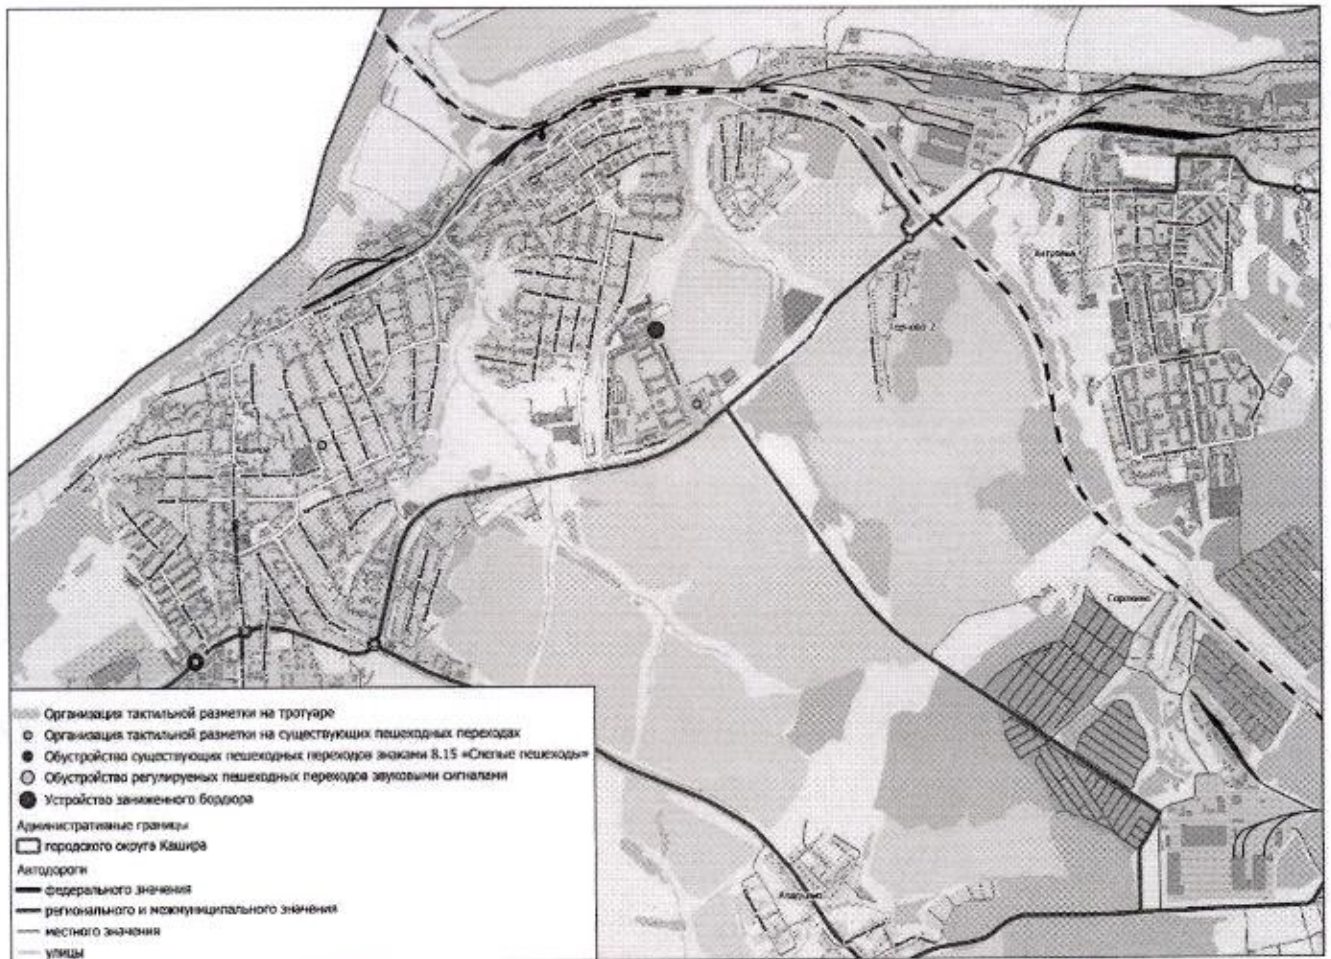 Кашира
Сорокино
Организация тактильной разметки на тротуаре
Организация тактильной разметки на существующих пешеходных переходах
Обустройство существующих пешеходных переходов знаками 8.15 «Слепые пешеходы»
Обустройство регулируемых пешеходных переходов звуковыми сигналами
Устройство заниженного бордюра
Административные границы
городского округа Кашира
Автодороги
федерального значения
регионального и межмуниципального значения
местного значения
улицы